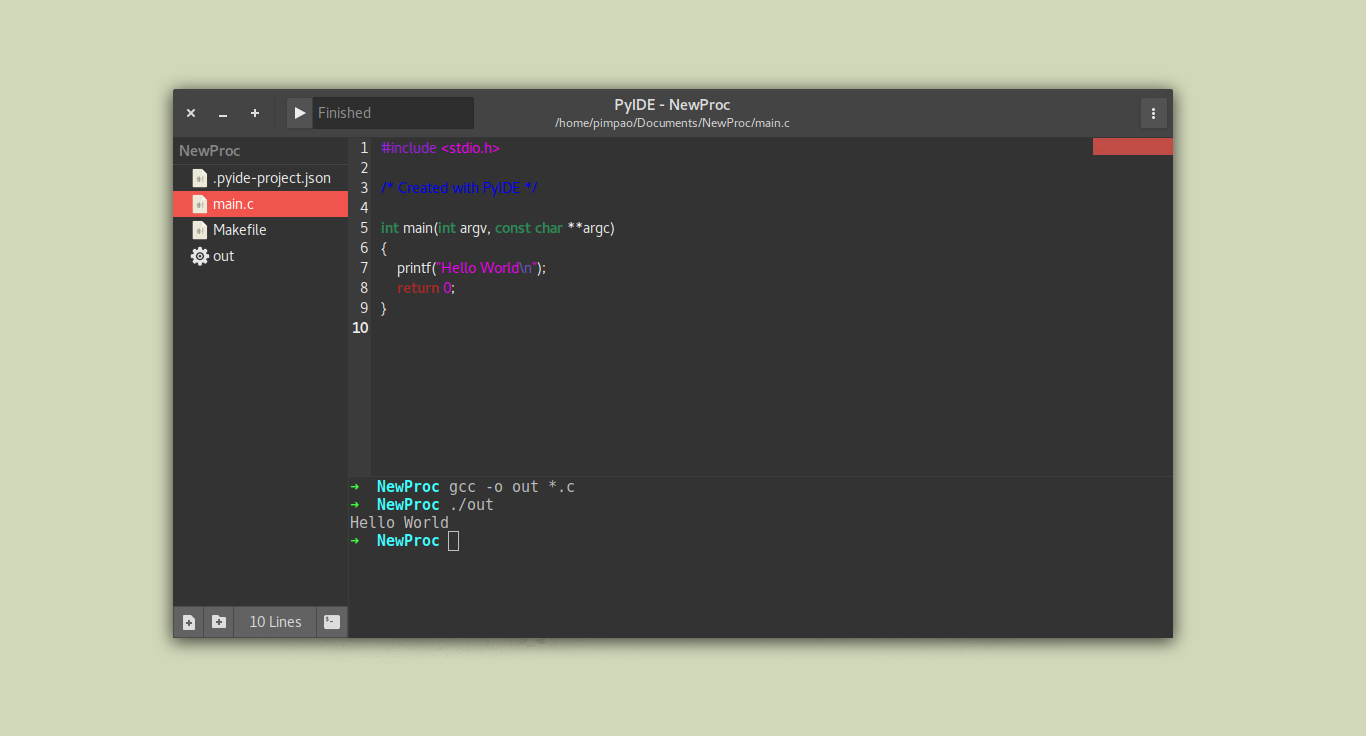 Finished
PyIDE - NewProc
/home/pimpao/Documents/NewProc/main.c
NewProc
.pyide-project.json
main.c
Makefile
out
10 Lines
1 #include <stdio.h>
2
3 /* Created with PyIDE */
4
5 int main(int argv, const char **argc)
6 {
7 printf("Hello World\n");
8 return 0;
9 }
10
➜ NewProc gcc -o out *.c
➜ NewProc ./out
Hello World
➜ NewProc